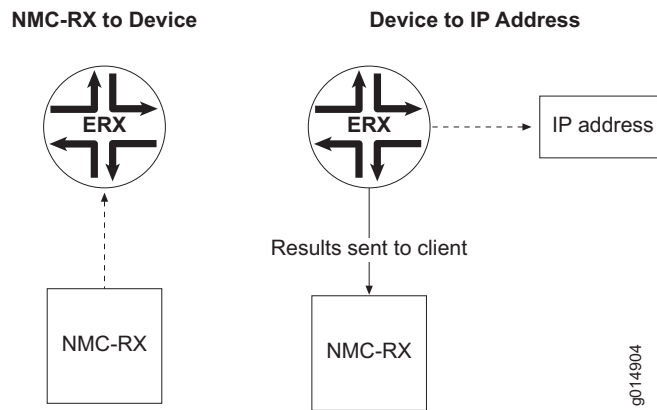 NMC-RX to Device
Device to IP Address
ERX
ERX
IP address
Results sent to client
NMC-RX
NMC-RX
g014904